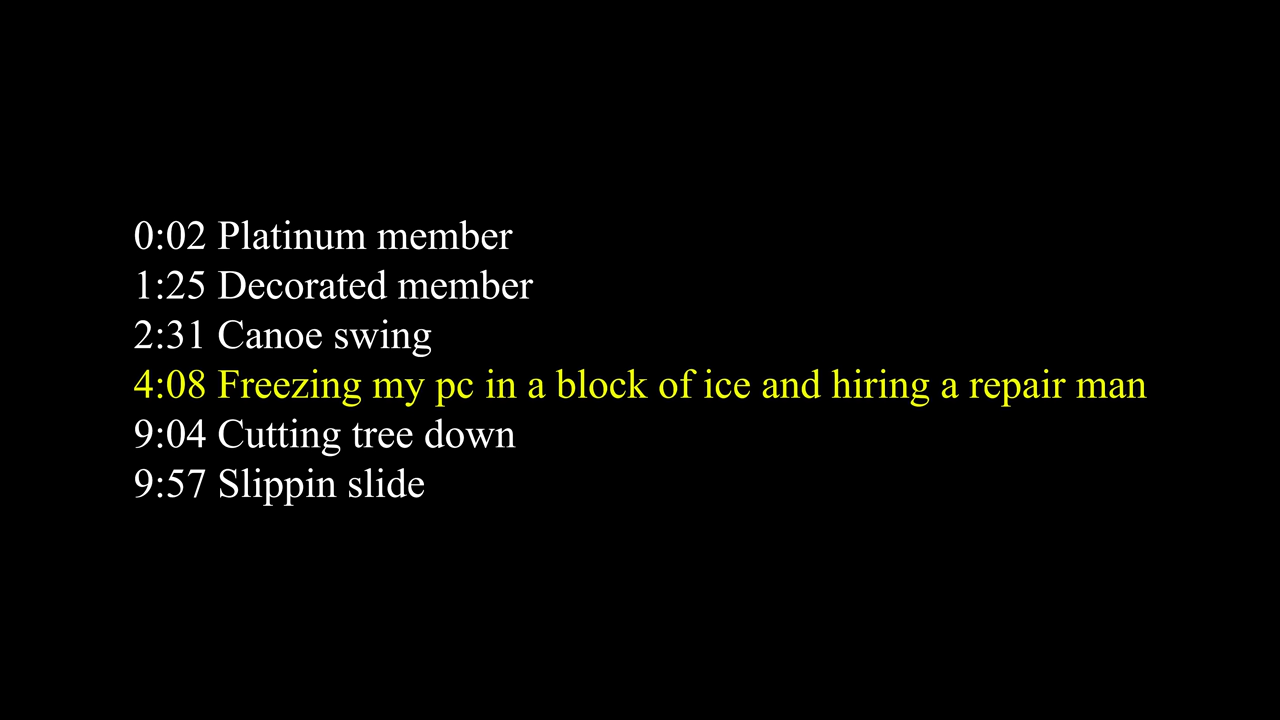 0:02 Platinum member
1:25 Decorated member
2:31 Canoe swing
4:08 Freezing my pc in a block of ice and hiring a repair man
9:04 Cutting tree down
9:57 Slippin slide